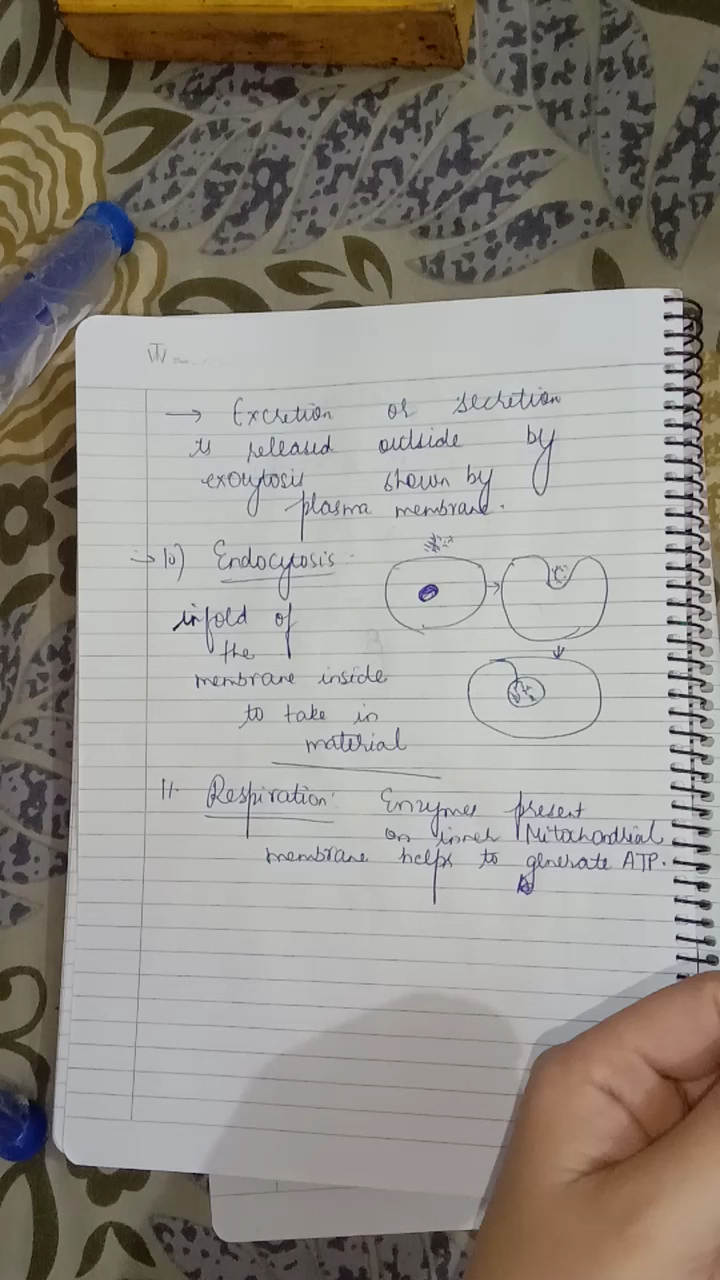 → Excretion or secretion
is released outside by
exocytosis shown by
plasma membrane.
→ 10) Endocytosis :
infold of
the
membrane inside
to take in
material
11. Respiration: Enzymes present
on inner Mitochondrial
membrane helps to generate ATP.